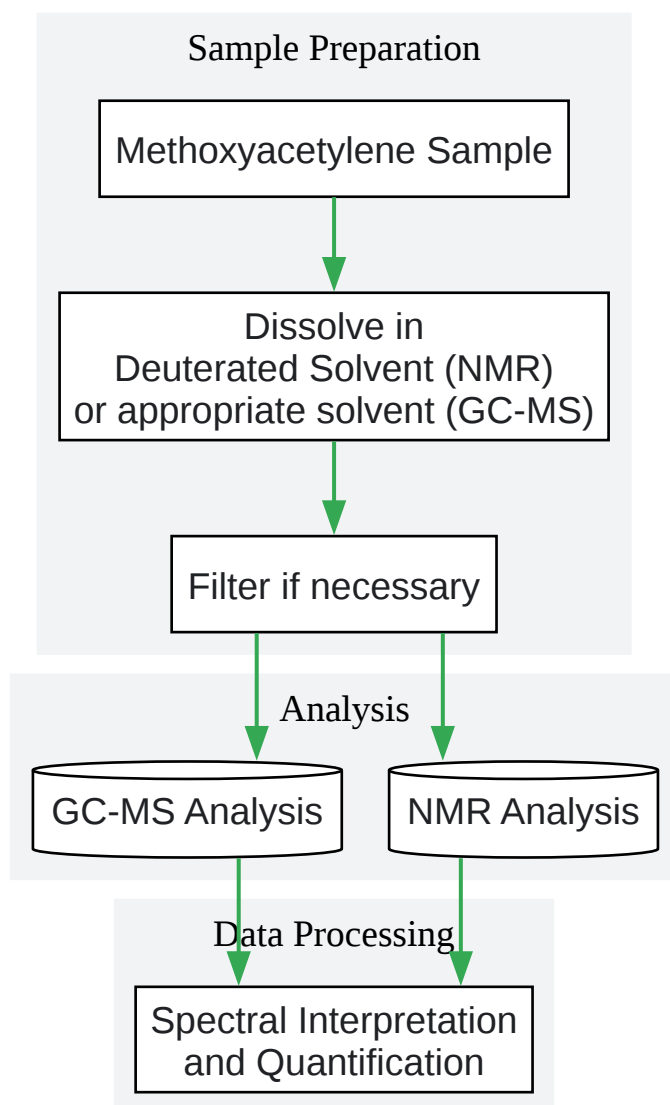 Sample Preparation
Methoxyacetylene Sample
Dissolve in
Deuterated Solvent (NMR)
or appropriate solvent (GC-MS)
Filter if necessary
Analysis
GC-MS Analysis
NMR Analysis
Data Processing
Spectral Interpretation
and Quantification